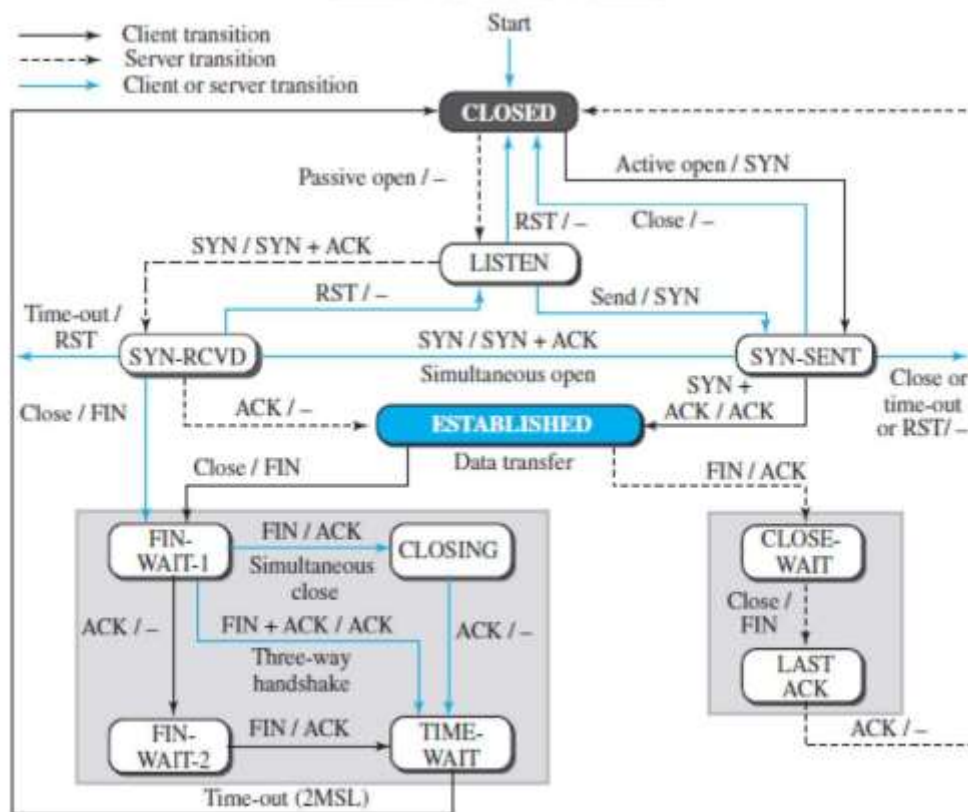 Client transition
Server transition
Client or server transition
Start
CLOSED
Passive open / –
Active open / SYN
RST / –
Close / –
SYN / SYN + ACK
LISTEN
RST / –
Send / SYN
Time-out /
RST
SYN-RCVD
SYN / SYN + ACK
Simultaneous open
SYN-SENT
Close / FIN
ACK / –
SYN +
ACK / ACK
Close or
time-out
or RST/ –
ESTABLISHED
Data transfer
Close / FIN
FIN / ACK
FIN-
WAIT-1
FIN / ACK
Simultaneous
close
CLOSING
CLOSE-
WAIT
ACK / –
FIN + ACK / ACK
Three-way
handshake
ACK / –
Close /
FIN
LAST
ACK
FIN-
WAIT-2
FIN / ACK
TIME-
WAIT
ACK / –
Time-out (2MSL)